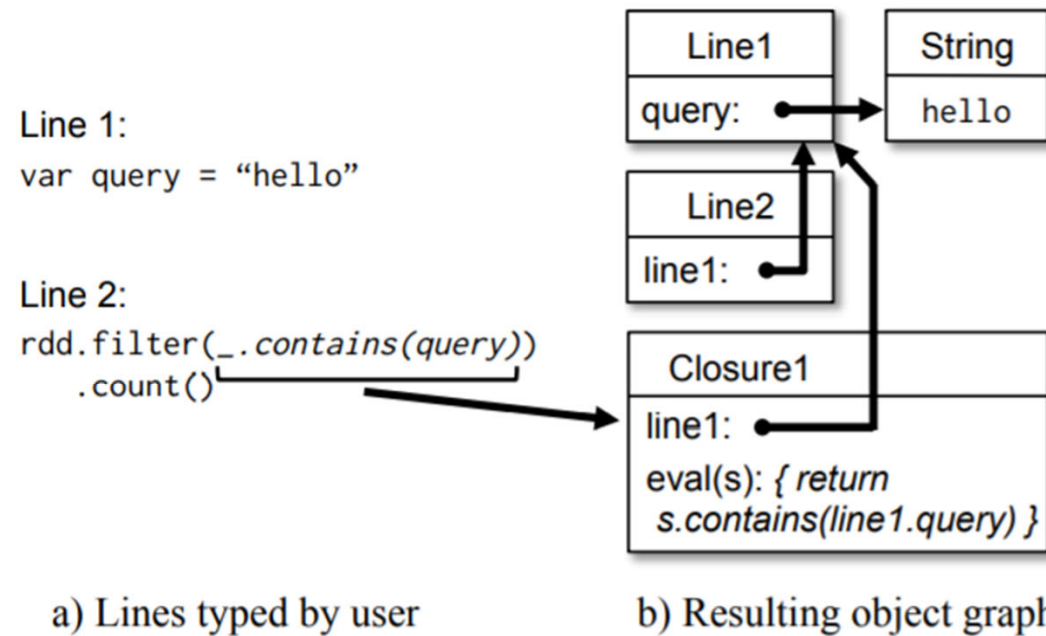 Line 1:
var query = “hello”
Line 2:
rdd.filter(_.contains(query))
.count()
a) Lines typed by user
Line1
query:
String
hello
Line2
line1:
Closure1
line1:
eval(s): { return
s.contains(line1.query) }
b) Resulting object graph